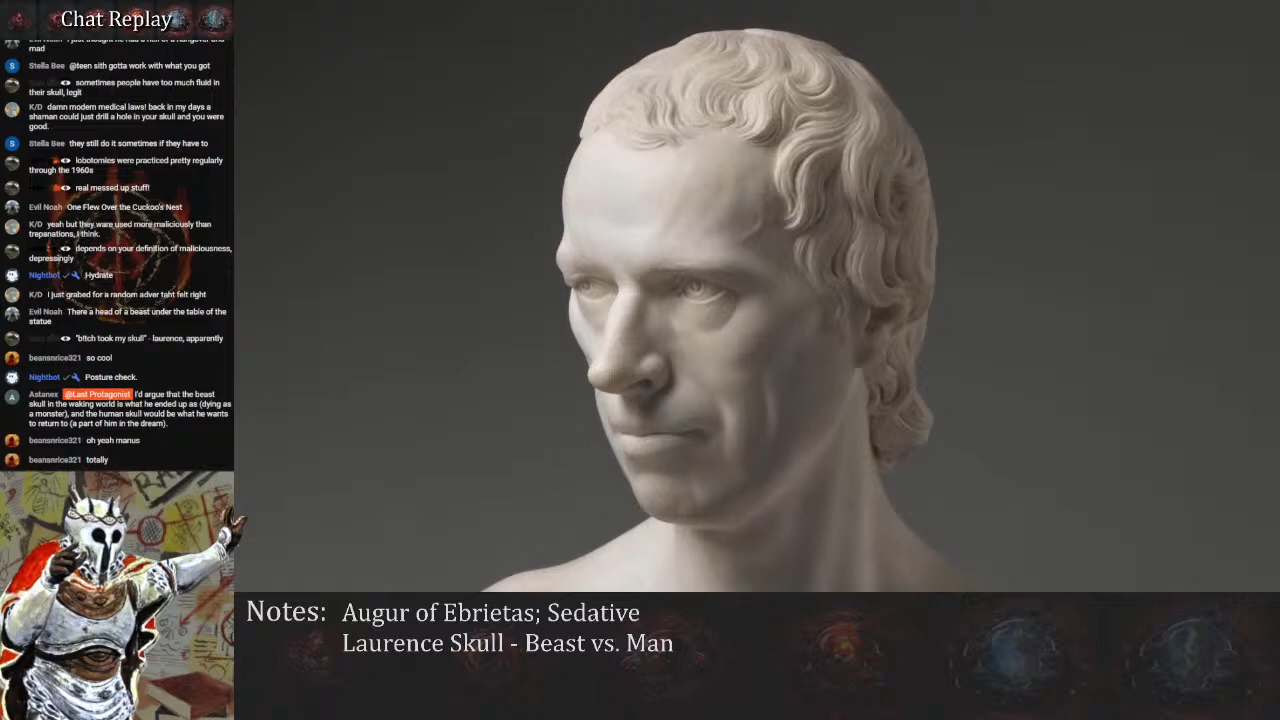 Chat Replay
mad
Stella Bee @teen sith gotta work with what you got
sometimes people have too much fluid in
their skull, legit
K/D damn modern medical laws! back in my days a
shaman could just drill a hole in your skull and you were
good.
Stella Bee they still do it sometimes if they have to
lobotomies were practiced pretty regularly
through the 1960s
real messed up stuff!
Evil Noah One Flew Over the Cuckoo's Nest
K/D yeah but they ware used more maliciously than
trepanations, I think.
depends on your definition of maliciousness,
depressingly
Nightbot Hydrate
K/D I just grabed for a random adver taht felt right
Evil Noah There a head of a beast under the table of the
statue
"b!tch took my skull" - laurence, apparently
beansnrice321 so cool
Nightbot Posture check.
Astanex @Last Protagonist I'd argue that the beast
skull in the waking world is what he ended up as (dying as
a monster), and the human skull would be what he wants
to return to (a part of him in the dream).
beansnrice321 oh yeah manus
beansnrice321 totally
Notes: Augur of Ebrietas; Sedative
Laurence Skull - Beast vs. Man